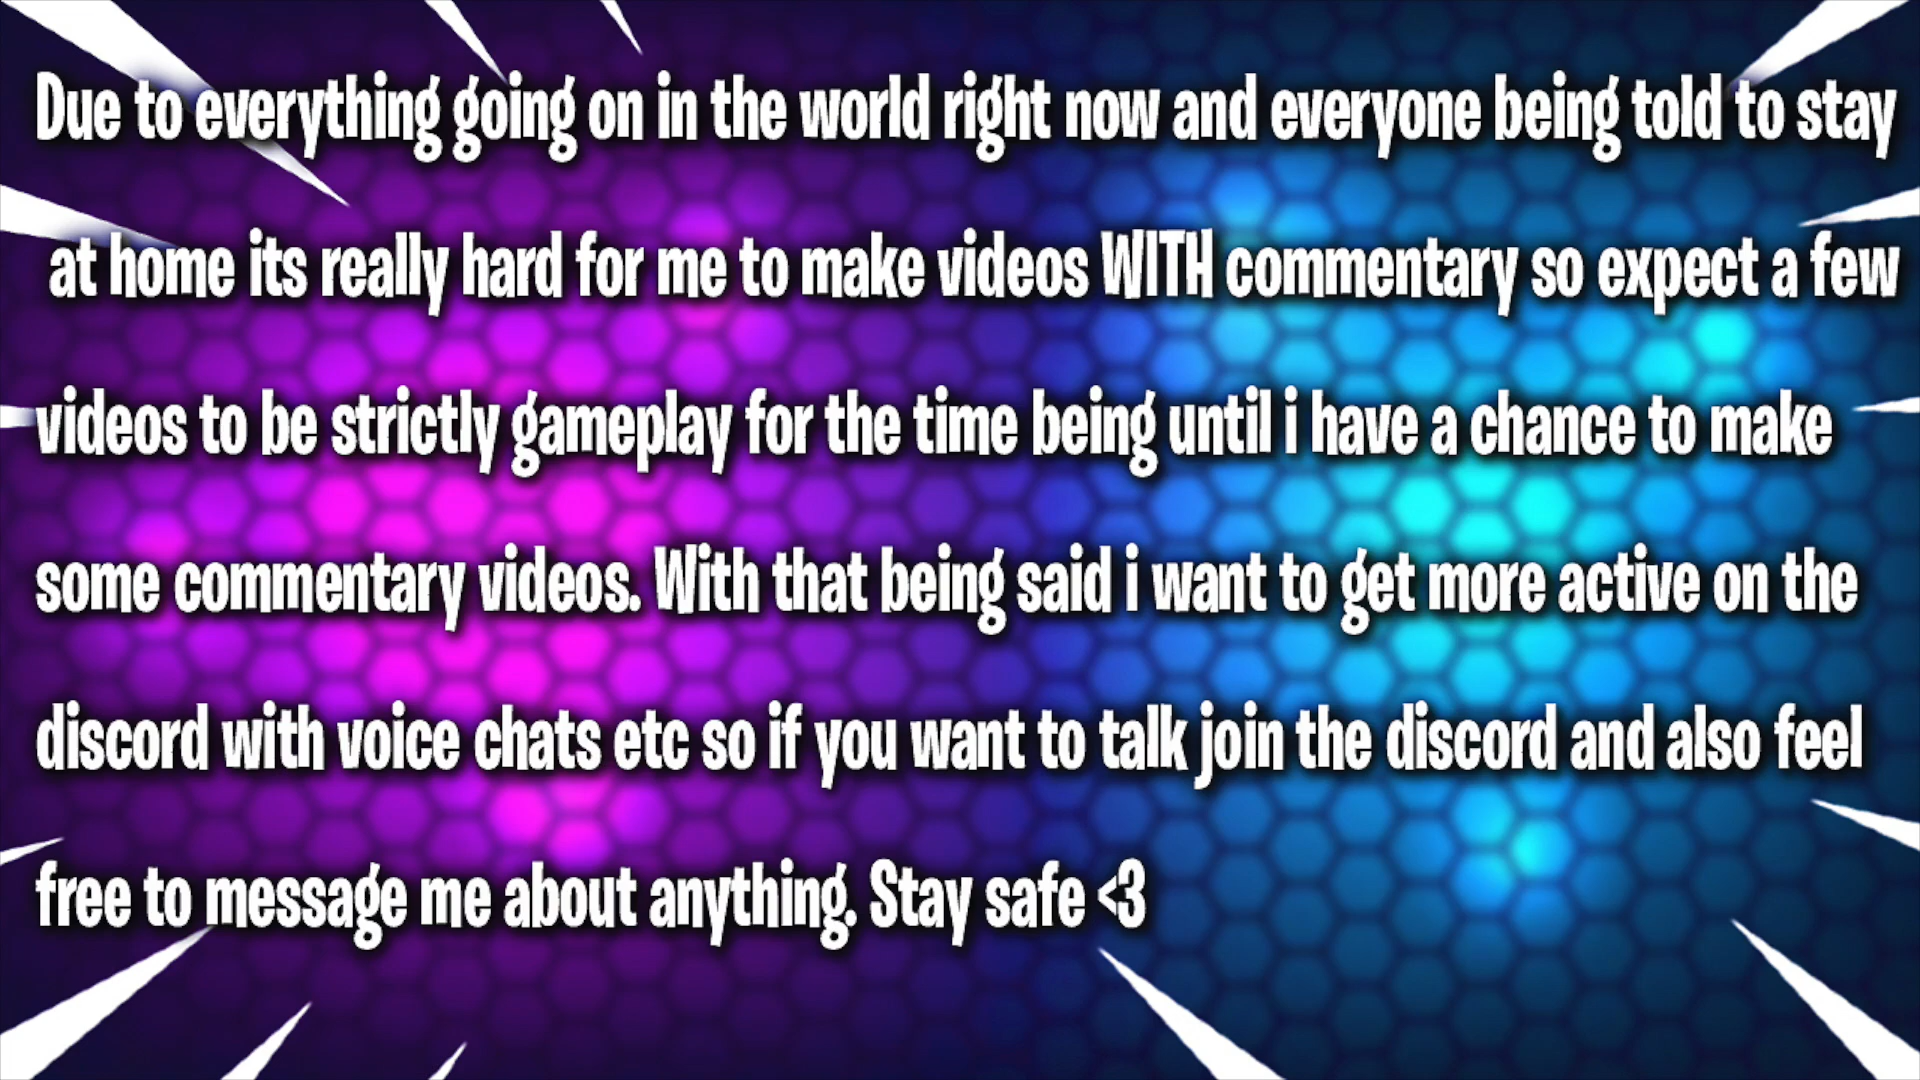 Due to everything going on in the world right now and everyone being told to stay
at home its really hard for me to make videos WITH commentary so expect a few
videos to be strictly gameplay for the time being until i have a chance to make
some commentary videos. With that being said i want to get more active on the
discord with voice chats etc so if you want to talk join the discord and also feel
free to message me about anything. Stay safe <3